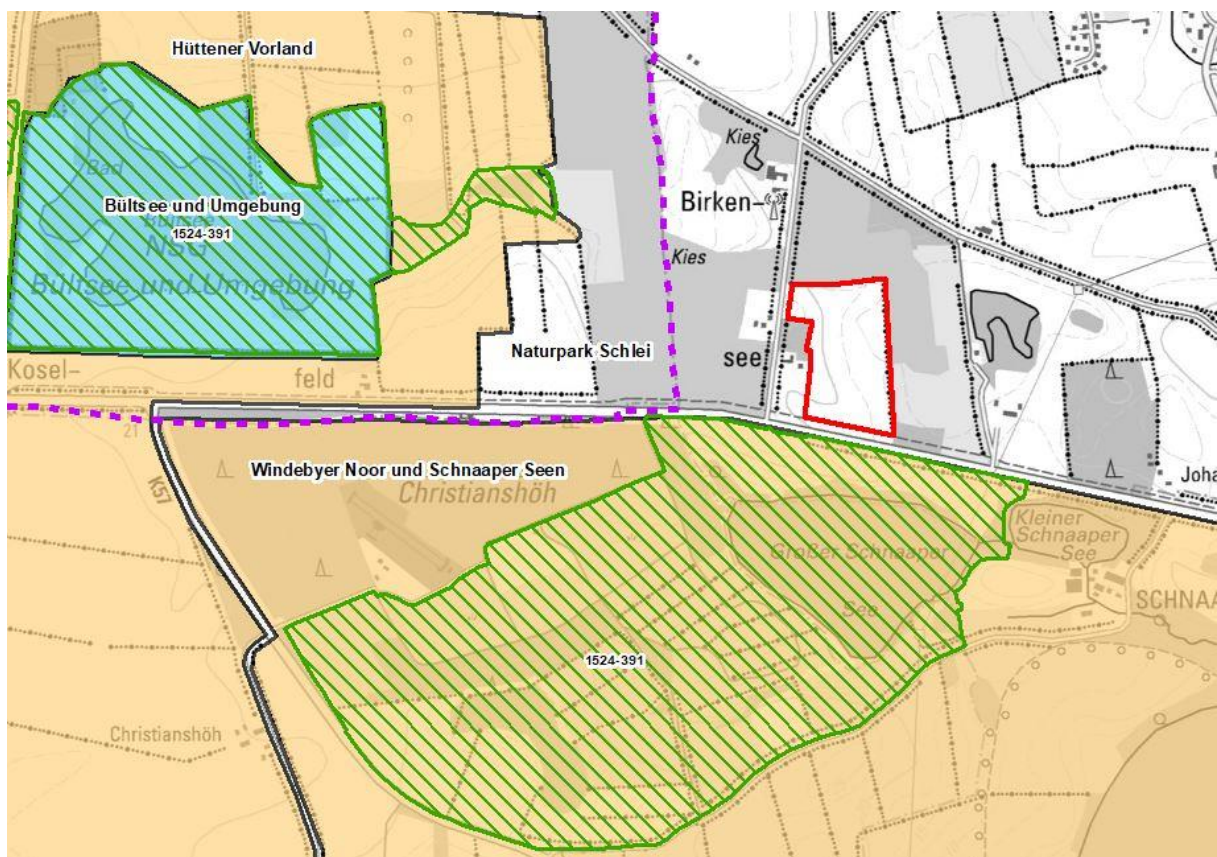 Hüttener Vorland
Kies
Bad
Birken-
Bültsee und Umgebung
1524-391
Bültsee
NSG
Bültsee und Umgebung
Kies
Naturpark Schlei
see
Kosel-
feld
21
Windebyer Noor und Schnaaper Seen
Christianshöh
K57
Joha
Kleiner
Schnaaper
See
Großer Schnaaper
See
SCHNAA
1524-391
Christianshöh